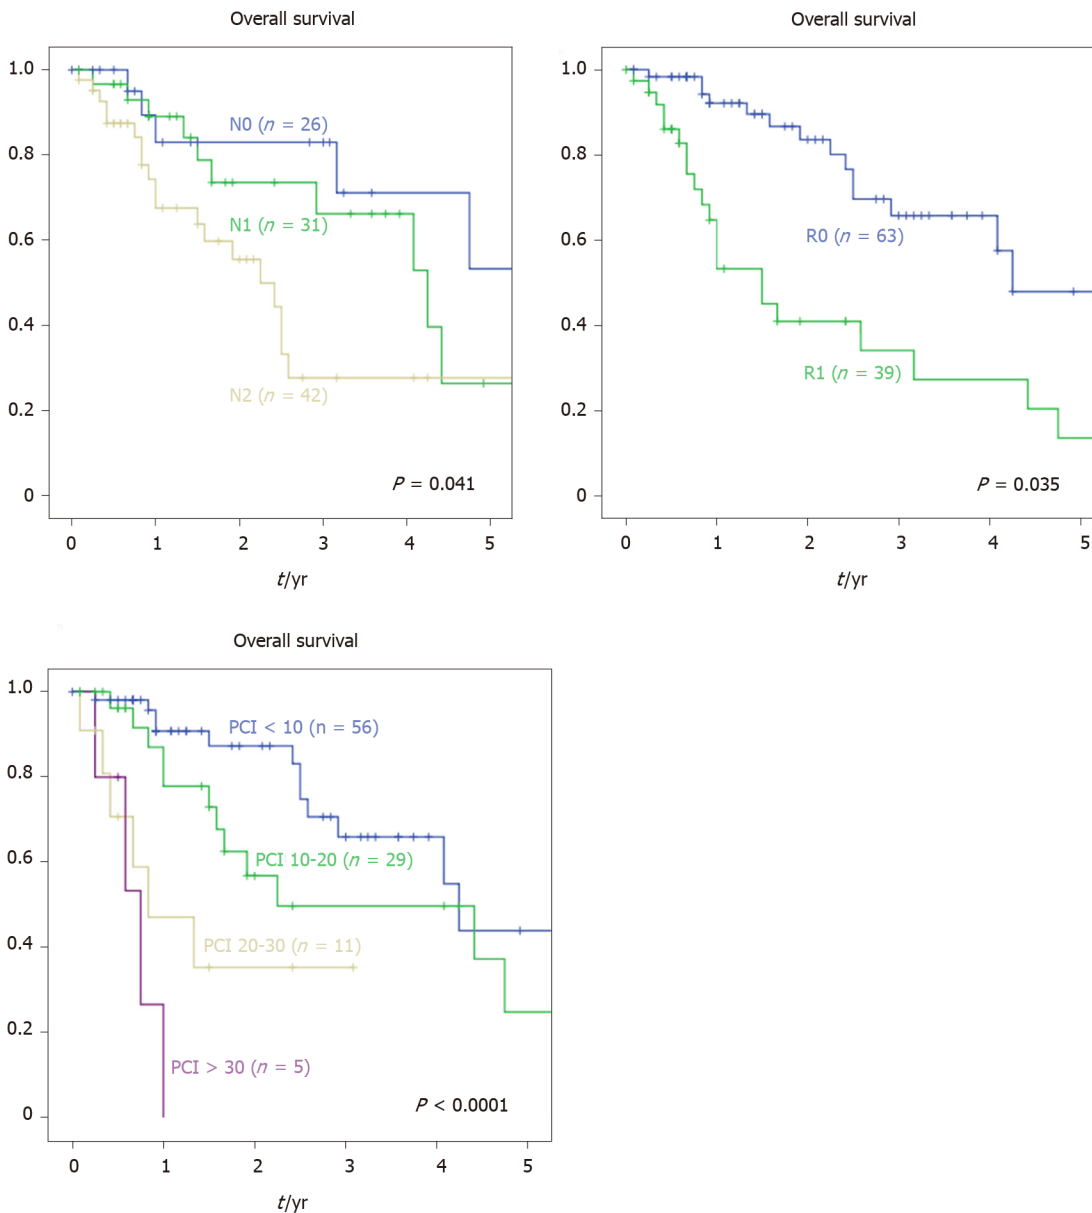 Overall survival
1.0
0.8
0.6
0.4
0.2
0
N0 (n = 26)
N1 (n = 31)
N2 (n = 42)
P = 0.041
0 1 2 3 4 5
t/yr
Overall survival
1.0
0.8
0.6
0.4
0.2
0
R0 (n = 63)
R1 (n = 39)
P = 0.035
0 1 2 3 4 5
t/yr
Overall survival
1.0
0.8
0.6
0.4
0.2
0
PCI < 10 (n = 56)
PCI 10-20 (n = 29)
PCI 20-30 (n = 11)
PCI > 30 (n = 5)
P < 0.0001
0 1 2 3 4 5
t/yr